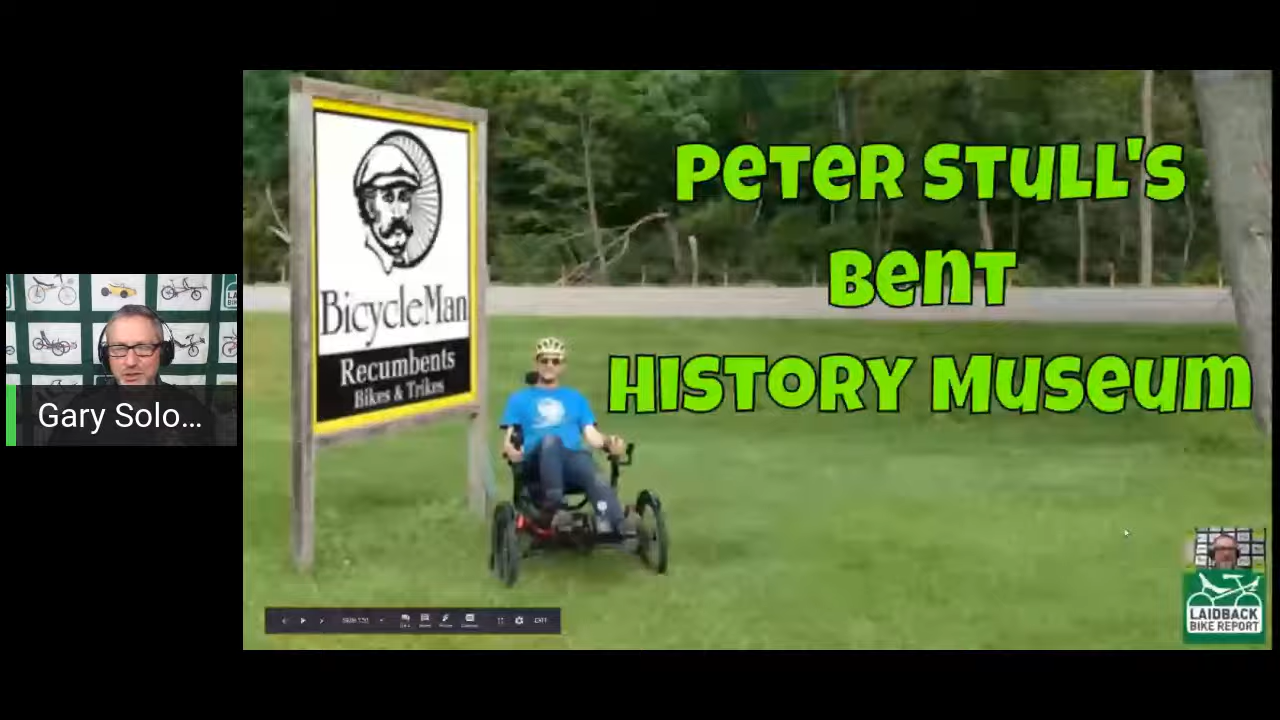 PETER STULL'S
BENT
HISTORY MUSEUM
BicycleMan
Recumbents
Bikes & Trikes
Gary Solo...
LAIDBACK
BIKE REPORT